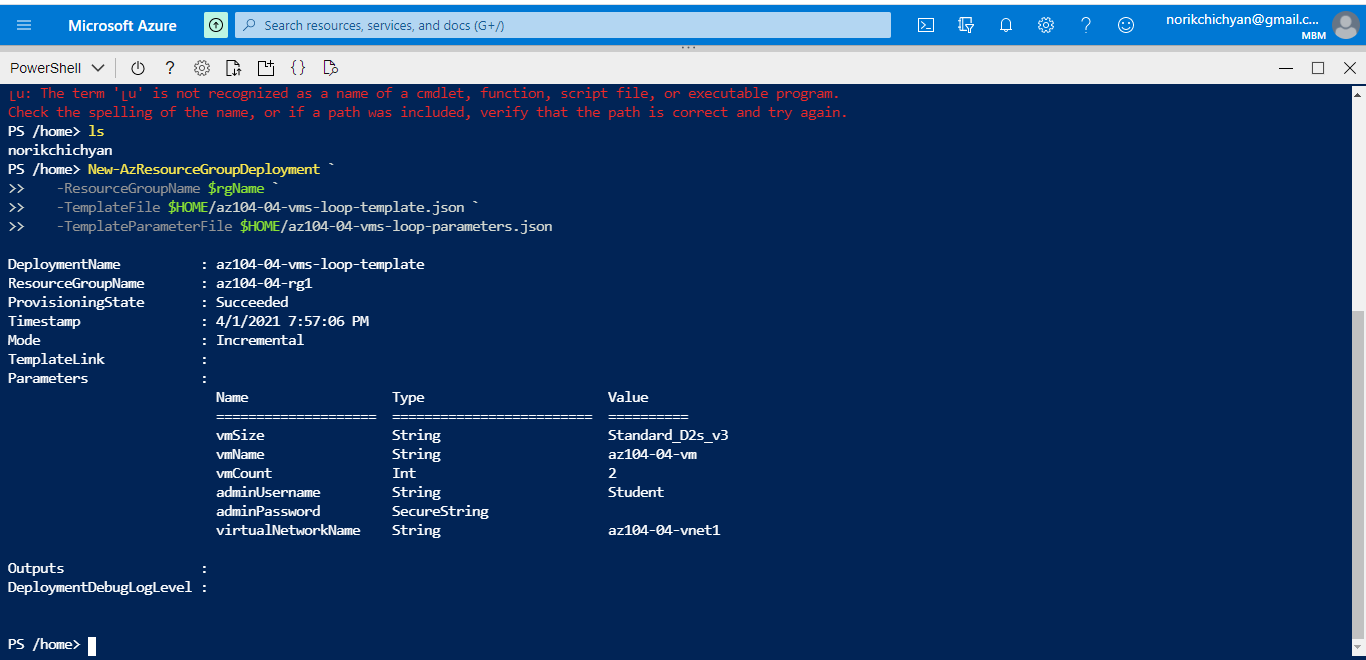 Microsoft Azure
Search resources, services, and docs (G+/)
norikchichyan@gmail.c...
MBM
PowerShell
լս: The term 'լս' is not recognized as a name of a cmdlet, function, script file, or executable program.
Check the spelling of the name, or if a path was included, verify that the path is correct and try again.
PS /home> ls
norikchichyan
PS /home> New-AzResourceGroupDeployment `
>>    -ResourceGroupName $rgName `
>>    -TemplateFile $HOME/az104-04-vms-loop-template.json `
>>    -TemplateParameterFile $HOME/az104-04-vms-loop-parameters.json
DeploymentName          : az104-04-vms-loop-template
ResourceGroupName       : az104-04-rg1
ProvisioningState       : Succeeded
Timestamp               : 4/1/2021 7:57:06 PM
Mode                    : Incremental
TemplateLink            :
Parameters              :
Name                  Type                       Value
====================  =========================  ==========
vmSize                String                     Standard_D2s_v3
vmName                String                     az104-04-vm
vmCount               Int                        2
adminUsername         String                     Student
adminPassword         SecureString
virtualNetworkName    String                     az104-04-vnet1
Outputs                 :
DeploymentDebugLogLevel :
PS /home>